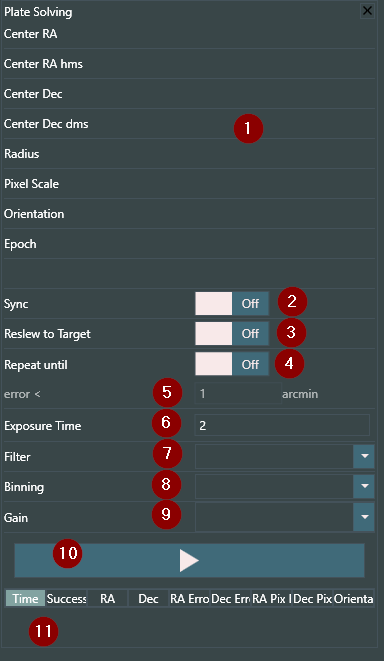 Plate Solving
Center RA
Center RA hms
Center Dec
Center Dec dms
1
Radius
Pixel Scale
Orientation
Epoch
Sync Off 2
Reslew to Target Off 3
Repeat until Off 4
error < 5 1 arcmin
Exposure Time 6 2
Filter 7
Binning 8
Gain 9
10
Time Success RA Dec RA Erro Dec Err RA Pix Dec Pix Orienta
11